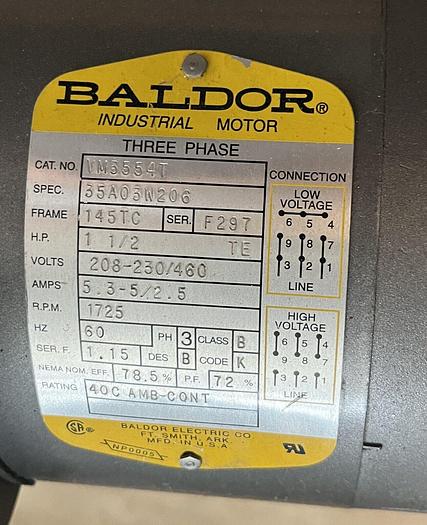 BALDOR®
INDUSTRIAL MOTOR
THREE PHASE
CAT. NO. VM3554T
SPEC. 35A03W206
FRAME 145TC SER. F297
H.P. 1 1/2 TE
VOLTS 208-230/460
AMPS 5.3-5/2.5
R.P.M. 1725
HZ 60 PH 3 CLASS B
SER. F. 1.15 DES B CODE K
NEMA NOM. EFF. 78.5 % P.F. 72 %
RATING 40C AMB-CONT
CONNECTION
LOW
VOLTAGE
6 5 4
9 8 7
3 2 1
LINE
HIGH
VOLTAGE
6 5 4
9 8 7
3 2 1
LINE
SA®
BALDOR ELECTRIC CO
FT. SMITH, ARK
MFD. IN U.S.A.
NP0005